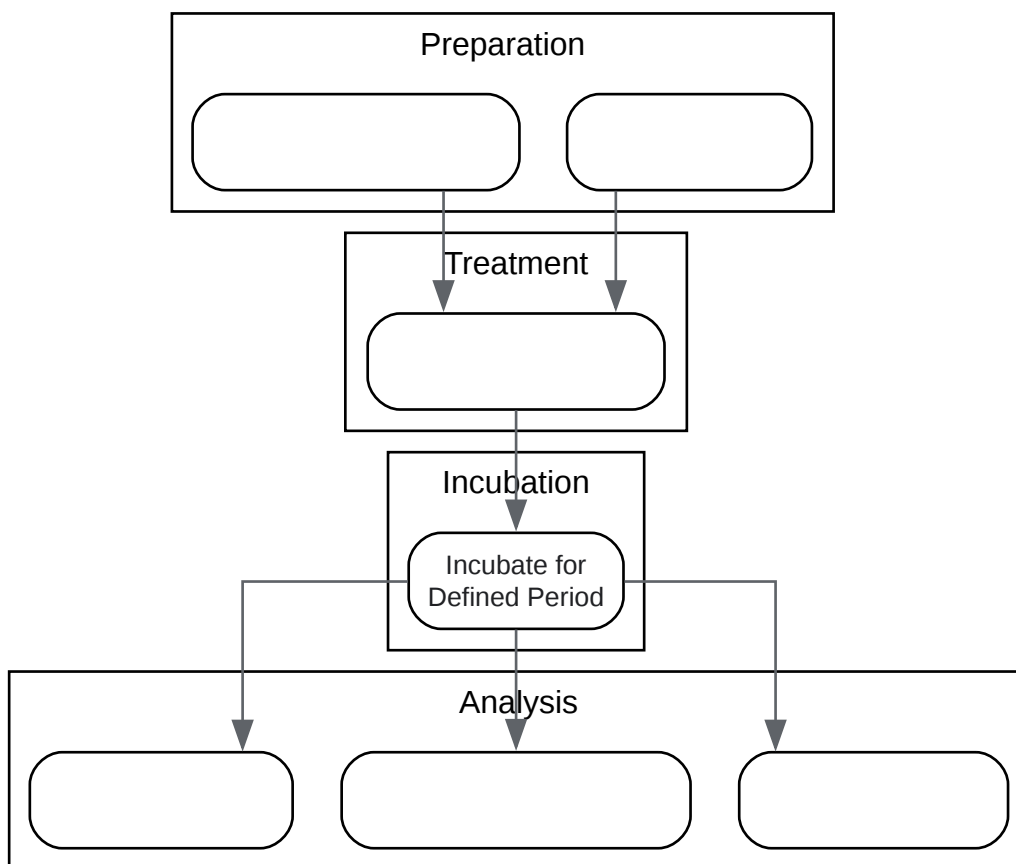 Preparation
Treatment
Incubation
Incubate for
Defined Period
Analysis